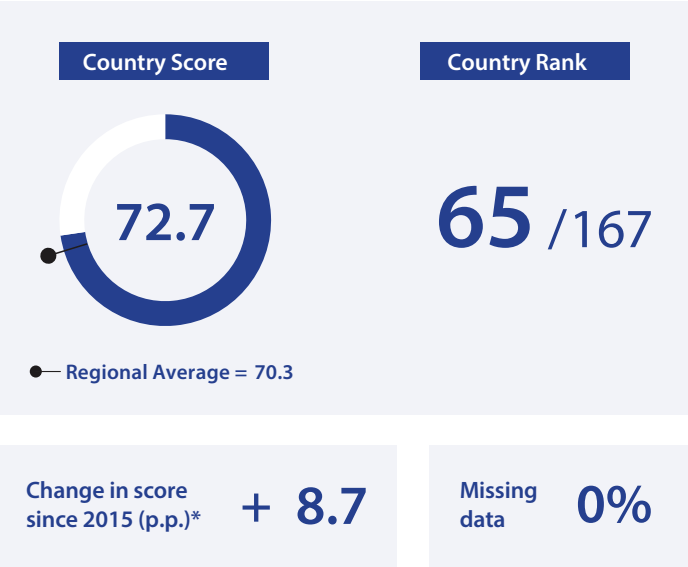 Country Score
Country Rank
72.7
65 /167
Regional Average = 70.3
Change in score
since 2015 (p.p.)*
+ 8.7
Missing
data
0%